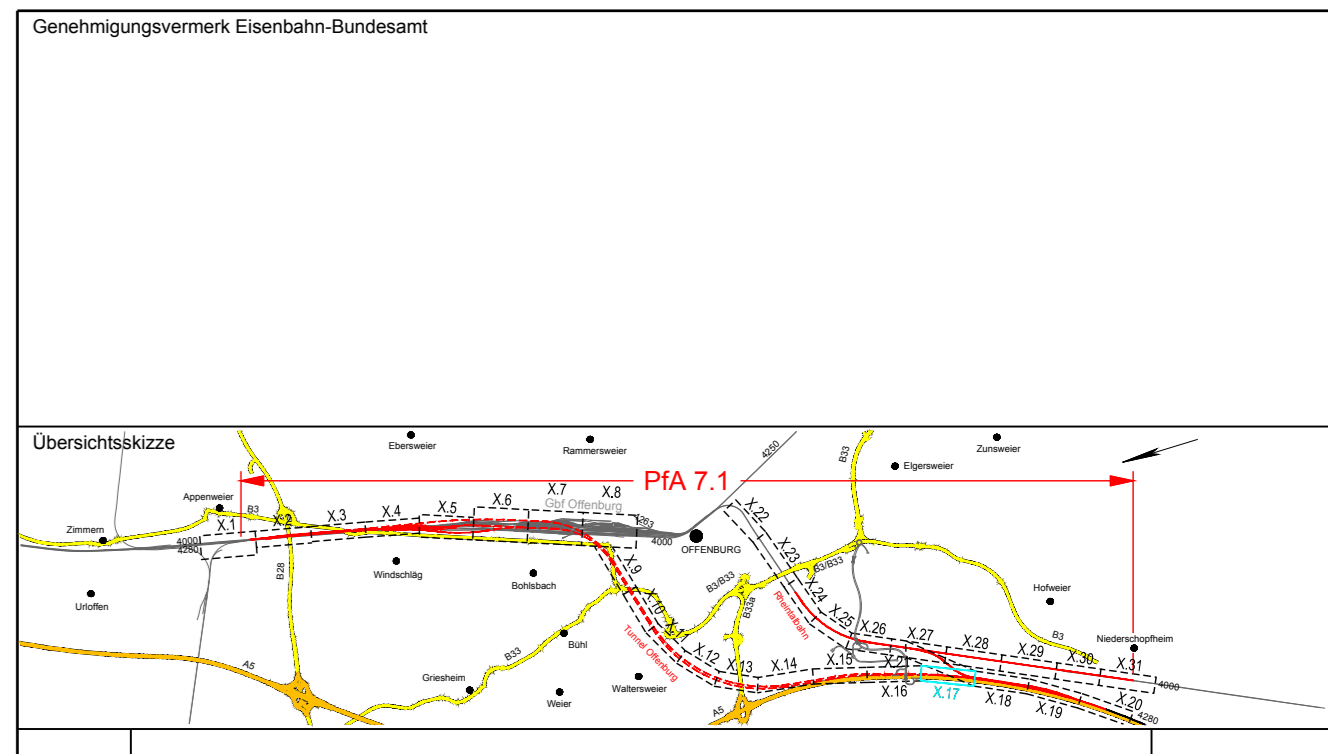 Genehmigungsvermerk Eisenbahn-Bundesamt
Übersichtsskizze
Ebersweier
Rammersweier
4250
B33
Zunsweier
Elgersweier
PfA 7.1
Appenweier
B3
X.1
X.2
X.3
X.4
X.5
X.6
X.7
X.8
Gbf Offenburg
4263
Zimmern
4000
4280
4000
OFFENBURG
X.22
X.23
X.24
X.25
X.26
X.27
X.28
X.29
X.30
X.31
B28
Windschläg
Bohlsbach
X.9
X.10
X.11
X.12
X.13
X.14
X.15
X.21
X.16
X.17
X.18
X.19
X.20
B3/B33
B3/B33
B33a
Rheintalbahn
Hofweier
B3
Niederschopfheim
4000
4280
Urloffen
Bühl
B33
Tunnel Offenburg
A5
Griesheim
Weier
Waltersweier
A5